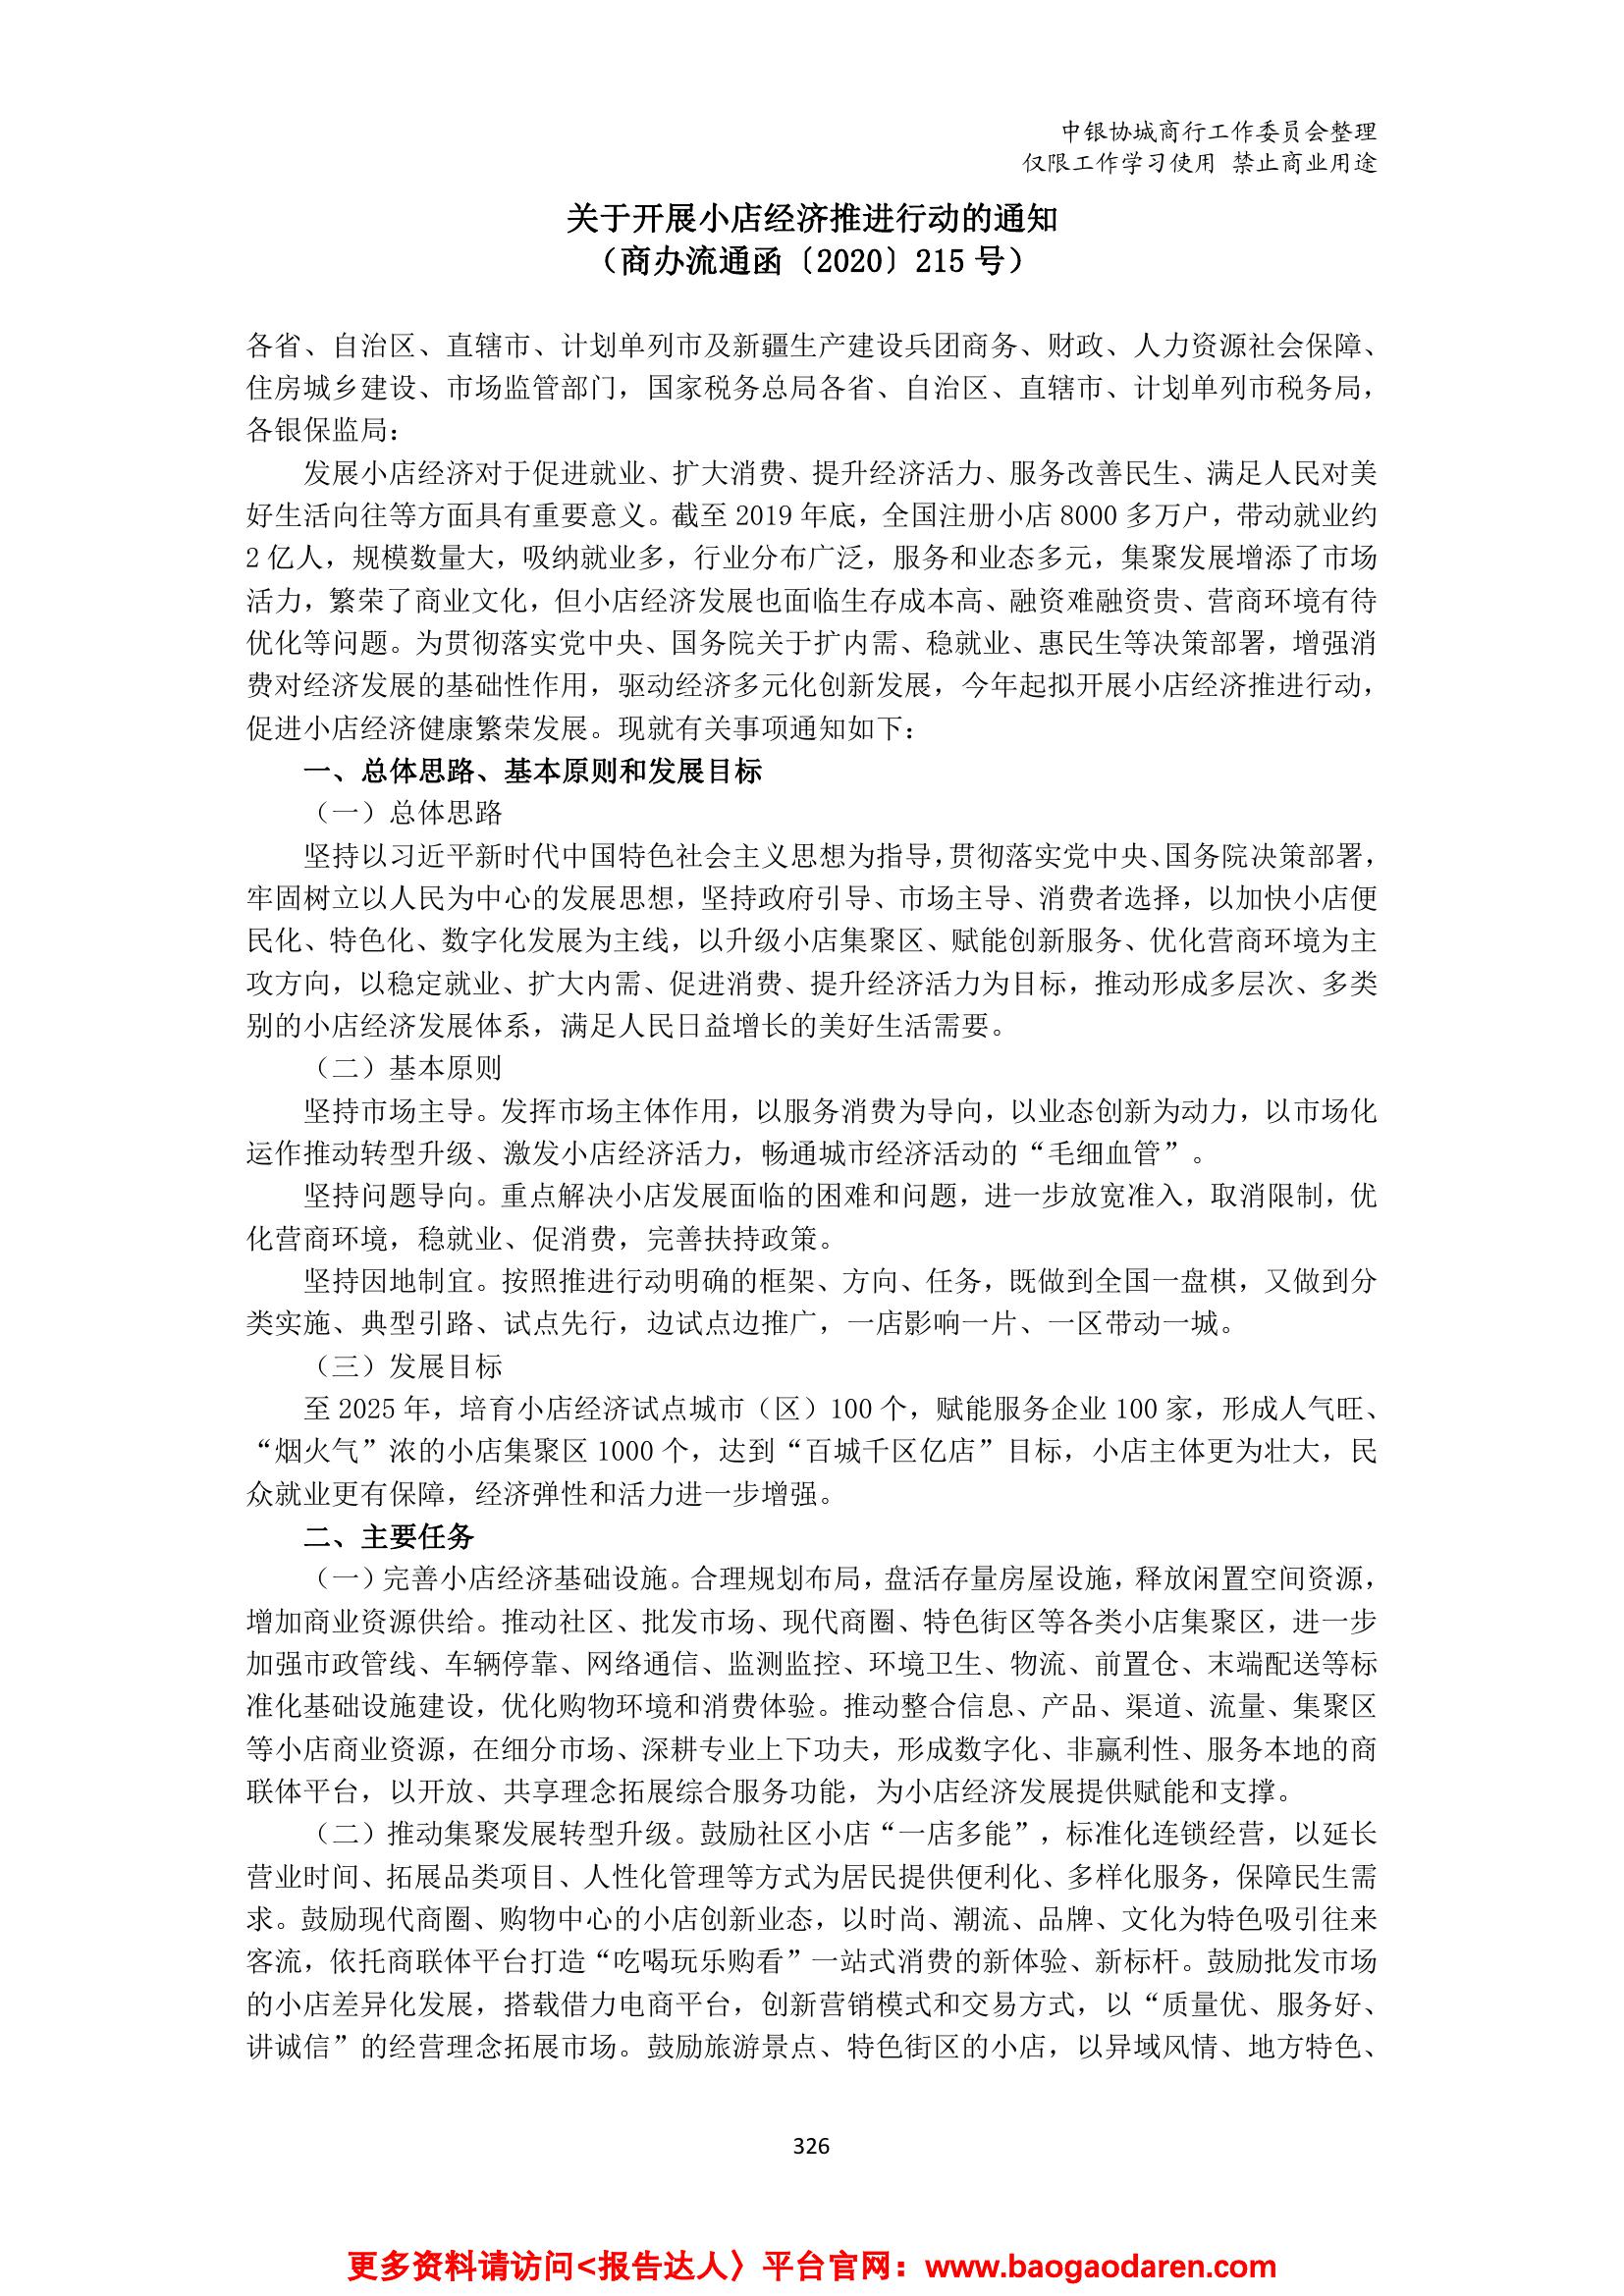 中银协城商行工作委员会整理
仅限工作学习使用 禁止商业用途
关于开展小店经济推进行动的通知
（商办流通函〔2020〕215 号）
各省、自治区、直辖市、计划单列市及新疆生产建设兵团商务、财政、人力资源社会保障、
住房城乡建设、市场监管部门，国家税务总局各省、自治区、直辖市、计划单列市税务局，
各银保监局：
发展小店经济对于促进就业、扩大消费、提升经济活力、服务改善民生、满足人民对美
好生活向往等方面具有重要意义。截至 2019 年底，全国注册小店 8000 多万户，带动就业约
2 亿人，规模数量大，吸纳就业多，行业分布广泛，服务和业态多元，集聚发展增添了市场
活力，繁荣了商业文化，但小店经济发展也面临生存成本高、融资难融资贵、营商环境有待
优化等问题。为贯彻落实党中央、国务院关于扩内需、稳就业、惠民生等决策部署，增强消
费对经济发展的基础性作用，驱动经济多元化创新发展，今年起拟开展小店经济推进行动，
促进小店经济健康繁荣发展。现就有关事项通知如下：
一、总体思路、基本原则和发展目标
（一）总体思路
坚持以习近平新时代中国特色社会主义思想为指导，贯彻落实党中央、国务院决策部署，
牢固树立以人民为中心的发展思想，坚持政府引导、市场主导、消费者选择，以加快小店便
民化、特色化、数字化发展为主线，以升级小店集聚区、赋能创新服务、优化营商环境为主
攻方向，以稳定就业、扩大内需、促进消费、提升经济活力为目标，推动形成多层次、多类
别的小店经济发展体系，满足人民日益增长的美好生活需要。
（二）基本原则
坚持市场主导。发挥市场主体作用，以服务消费为导向，以业态创新为动力，以市场化
运作推动转型升级、激发小店经济活力，畅通城市经济活动的“毛细血管”。
坚持问题导向。重点解决小店发展面临的困难和问题，进一步放宽准入，取消限制，优
化营商环境，稳就业、促消费，完善扶持政策。
坚持因地制宜。按照推进行动明确的框架、方向、任务，既做到全国一盘棋，又做到分
类实施、典型引路、试点先行，边试点边推广，一店影响一片、一区带动一城。
（三）发展目标
至 2025 年，培育小店经济试点城市（区）100 个，赋能服务企业 100 家，形成人气旺、
“烟火气”浓的小店集聚区 1000 个，达到“百城千区亿店”目标，小店主体更为壮大，民
众就业更有保障，经济弹性和活力进一步增强。
二、主要任务
（一）完善小店经济基础设施。合理规划布局，盘活存量房屋设施，释放闲置空间资源，
增加商业资源供给。推动社区、批发市场、现代商圈、特色街区等各类小店集聚区，进一步
加强市政管线、车辆停靠、网络通信、监测监控、环境卫生、物流、前置仓、末端配送等标
准化基础设施建设，优化购物环境和消费体验。推动整合信息、产品、渠道、流量、集聚区
等小店商业资源，在细分市场、深耕专业上下功夫，形成数字化、非赢利性、服务本地的商
联体平台，以开放、共享理念拓展综合服务功能，为小店经济发展提供赋能和支撑。
（二）推动集聚发展转型升级。鼓励社区小店“一店多能”，标准化连锁经营，以延长
营业时间、拓展品类项目、人性化管理等方式为居民提供便利化、多样化服务，保障民生需
求。鼓励现代商圈、购物中心的小店创新业态，以时尚、潮流、品牌、文化为特色吸引往来
客流，依托商联体平台打造“吃喝玩乐购看”一站式消费的新体验、新标杆。鼓励批发市场
的小店差异化发展，搭载借力电商平台，创新营销模式和交易方式，以“质量优、服务好、
讲诚信”的经营理念拓展市场。鼓励旅游景点、特色街区的小店，以异域风情、地方特色、
326
更多资料请访问<报告达人〉平台官网：www.baogaodaren.com